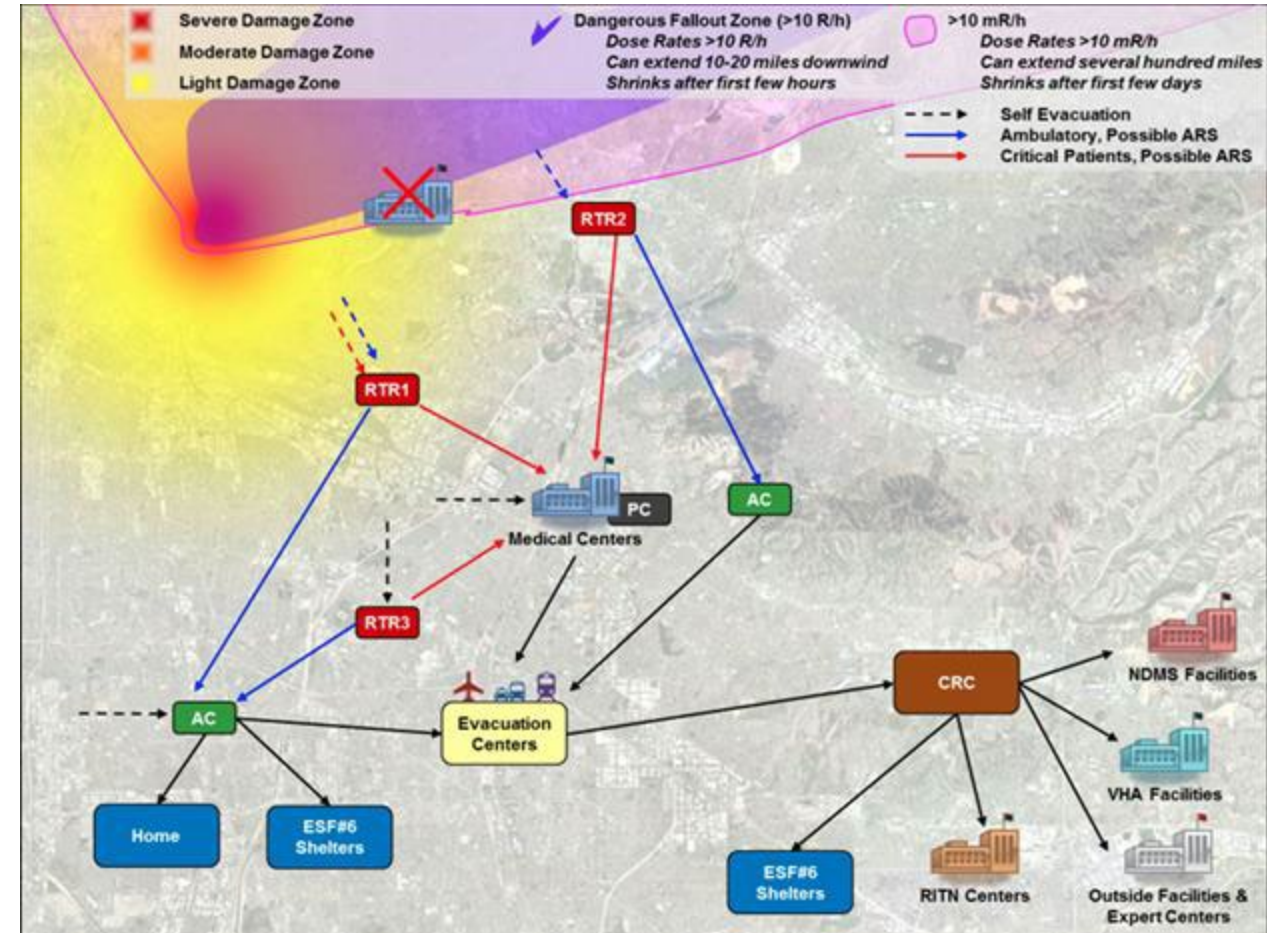 Severe Damage Zone
Moderate Damage Zone
Light Damage Zone
Dangerous Fallout Zone (>10 R/h)
Dose Rates >10 R/h
Can extend 10-20 miles downwind
Shrinks after first few hours
>10 mR/h
Dose Rates >10 mR/h
Can extend several hundred miles
Shrinks after first few days
Self Evacuation
Ambulatory, Possible ARS
Critical Patients, Possible ARS
RTR2
RTR1
PC
AC
Medical Centers
RTR3
AC
Evacuation
Centers
CRC
NDMS Facilities
VHA Facilities
Home
ESF#6
Shelters
ESF#6
Shelters
RITN Centers
Outside Facilities &
Expert Centers